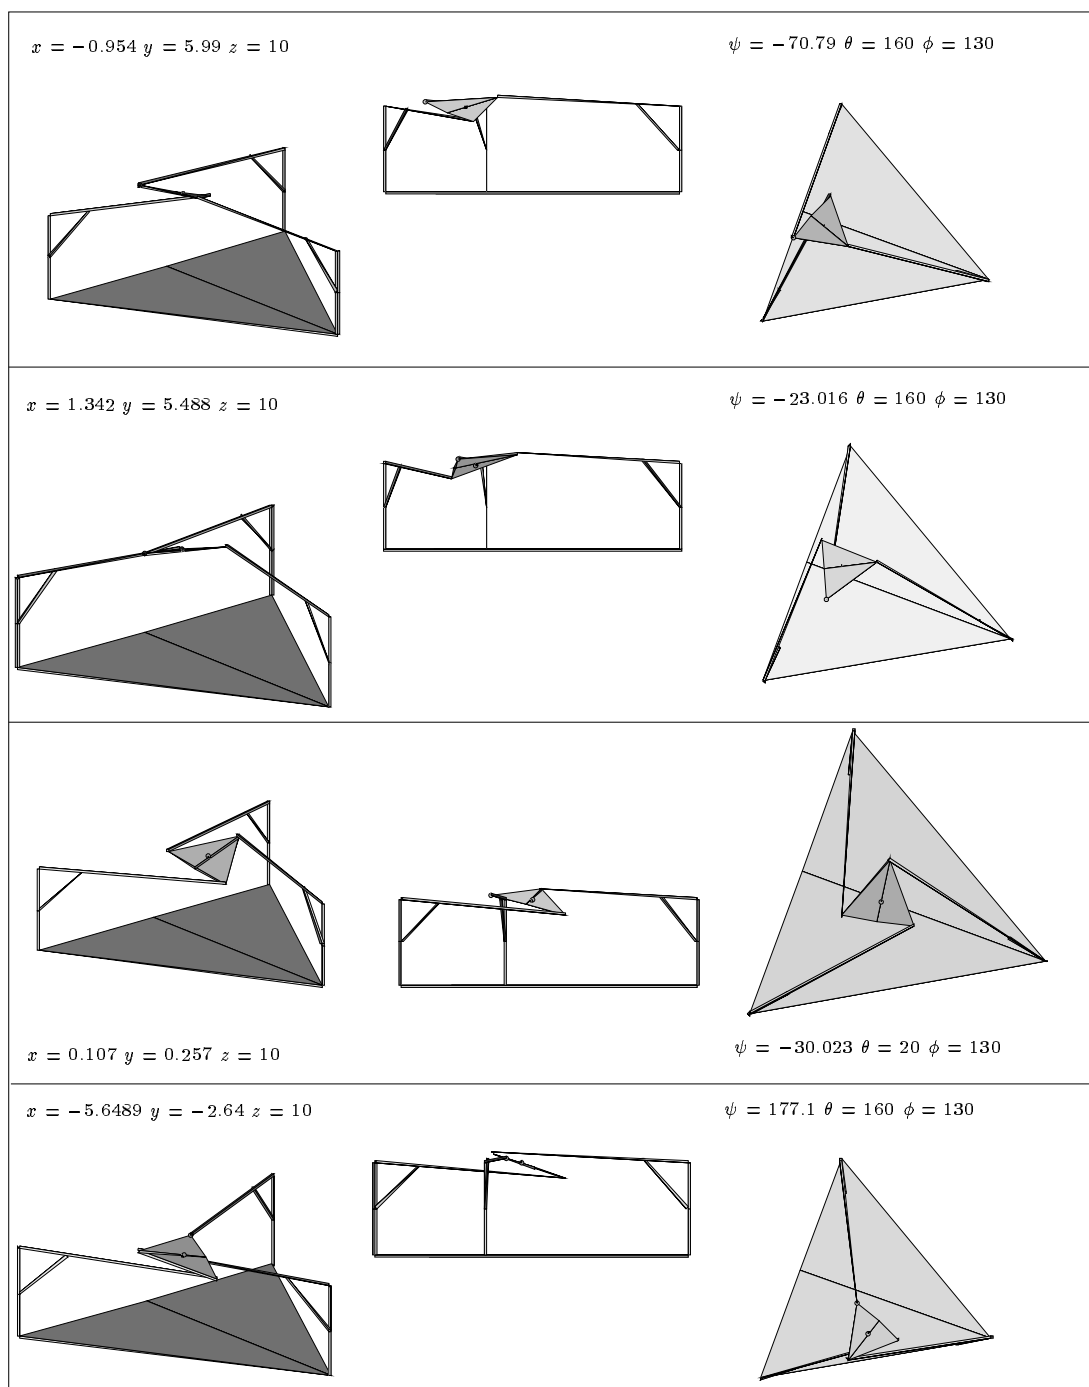 x = −0.954 y = 5.99 z = 10
ψ = −70.79 θ = 160 ϕ = 130
x = 1.342 y = 5.488 z = 10
ψ = −23.016 θ = 160 ϕ = 130
x = 0.107 y = 0.257 z = 10
ψ = −30.023 θ = 20 ϕ = 130
x = −5.6489 y = −2.64 z = 10
ψ = 177.1 θ = 160 ϕ = 130